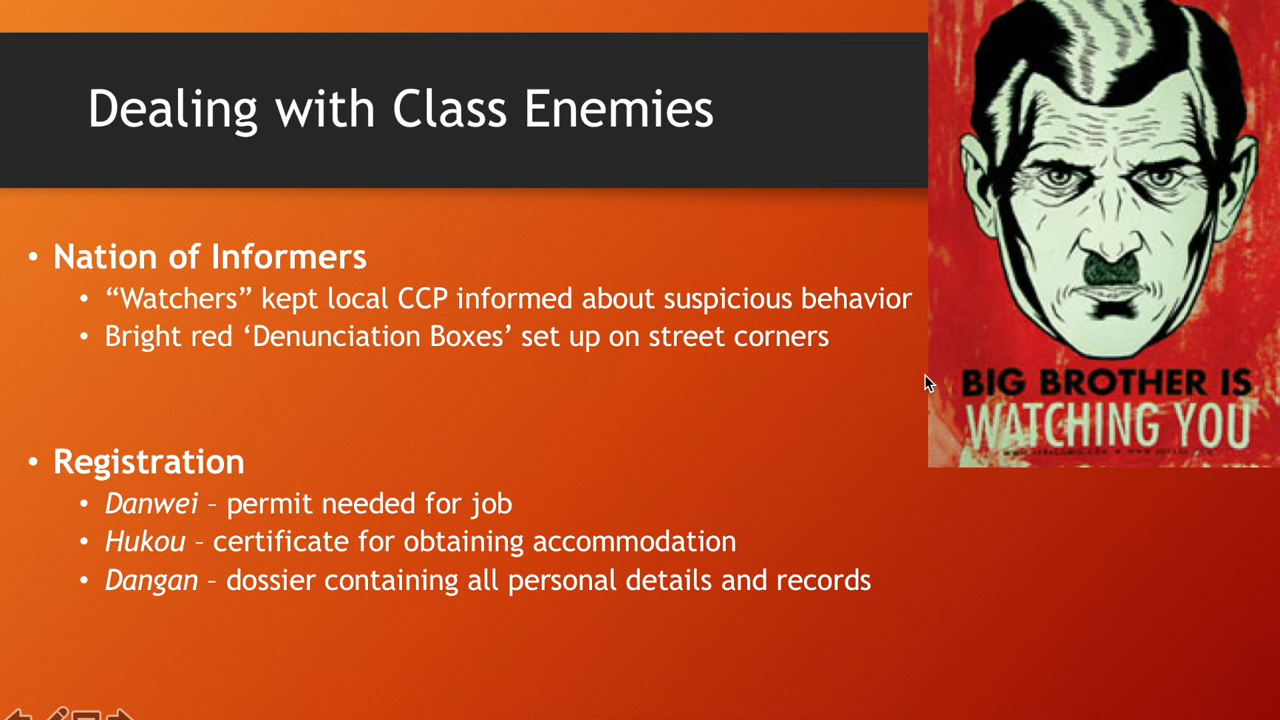 Dealing with Class Enemies
• Nation of Informers
• “Watchers” kept local CCP informed about suspicious behavior
• Bright red ‘Denunciation Boxes’ set up on street corners
• Registration
• Danwei – permit needed for job
• Hukou – certificate for obtaining accommodation
• Dangan – dossier containing all personal details and records
BIG BROTHER IS
WATCHING YOU